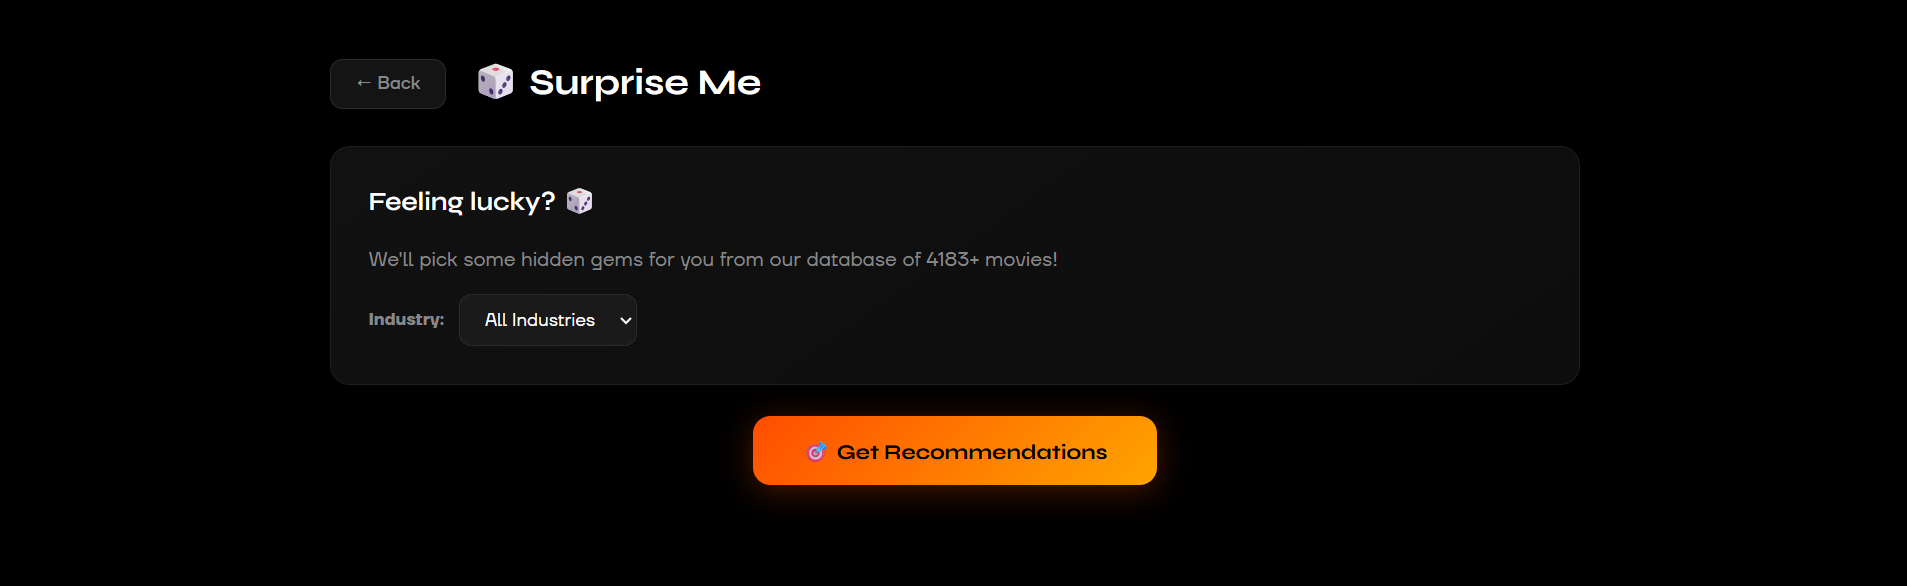 ← Back
Surprise Me
Feeling lucky?
We'll pick some hidden gems for you from our database of 4183+ movies!
Industry: All Industries
Get Recommendations